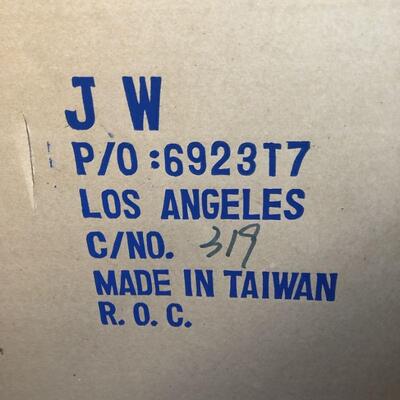 J W
P/O :6923T7
LOS ANGELES
C/NO. 319
MADE IN TAIWAN
R. O. C.